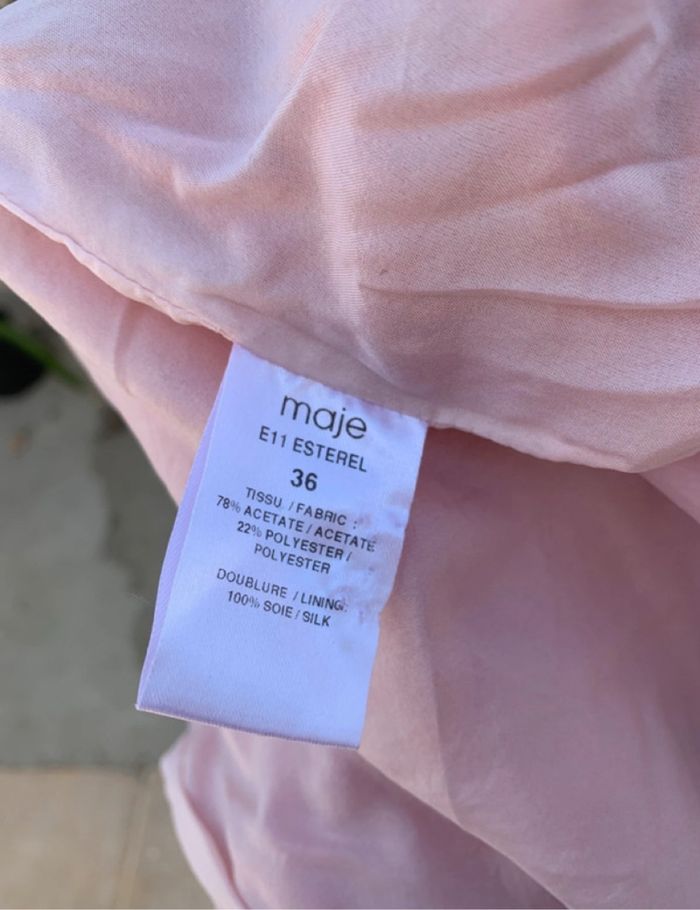 maje
E11 ESTEREL
36
TISSU / FABRIC :
78% ACETATE / ACETATE
22% POLYESTER /
POLYESTER
DOUBLURE / LINING:
100% SOIE / SILK